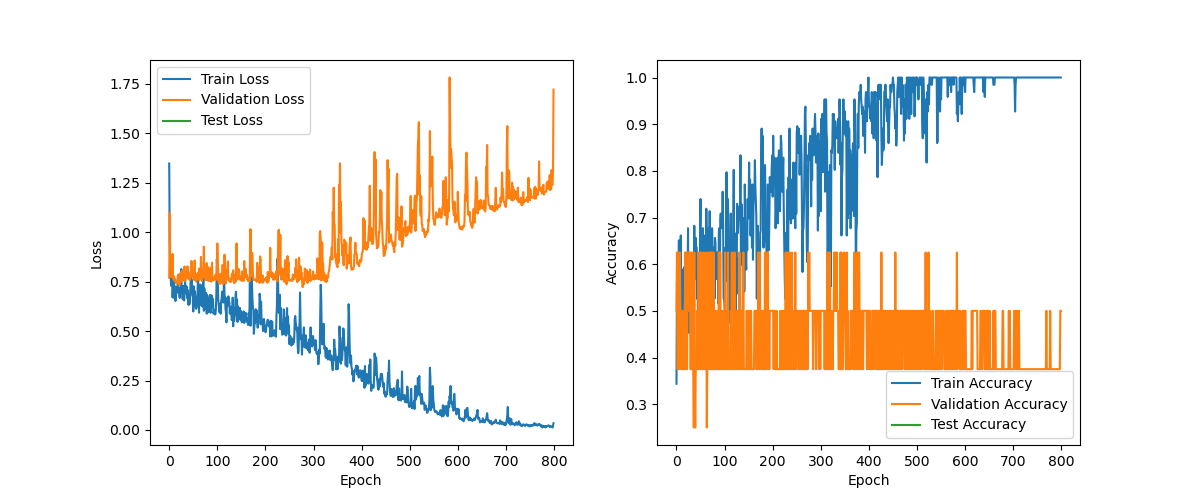 Train Loss
Validation Loss
Test Loss
1.75
1.50
1.25
1.00
0.75
0.50
0.25
0.00
Loss
0 100 200 300 400 500 600 700 800
Epoch
1.0
0.9
0.8
0.7
0.6
0.5
0.4
0.3
Accuracy
Train Accuracy
Validation Accuracy
Test Accuracy
0 100 200 300 400 500 600 700 800
Epoch